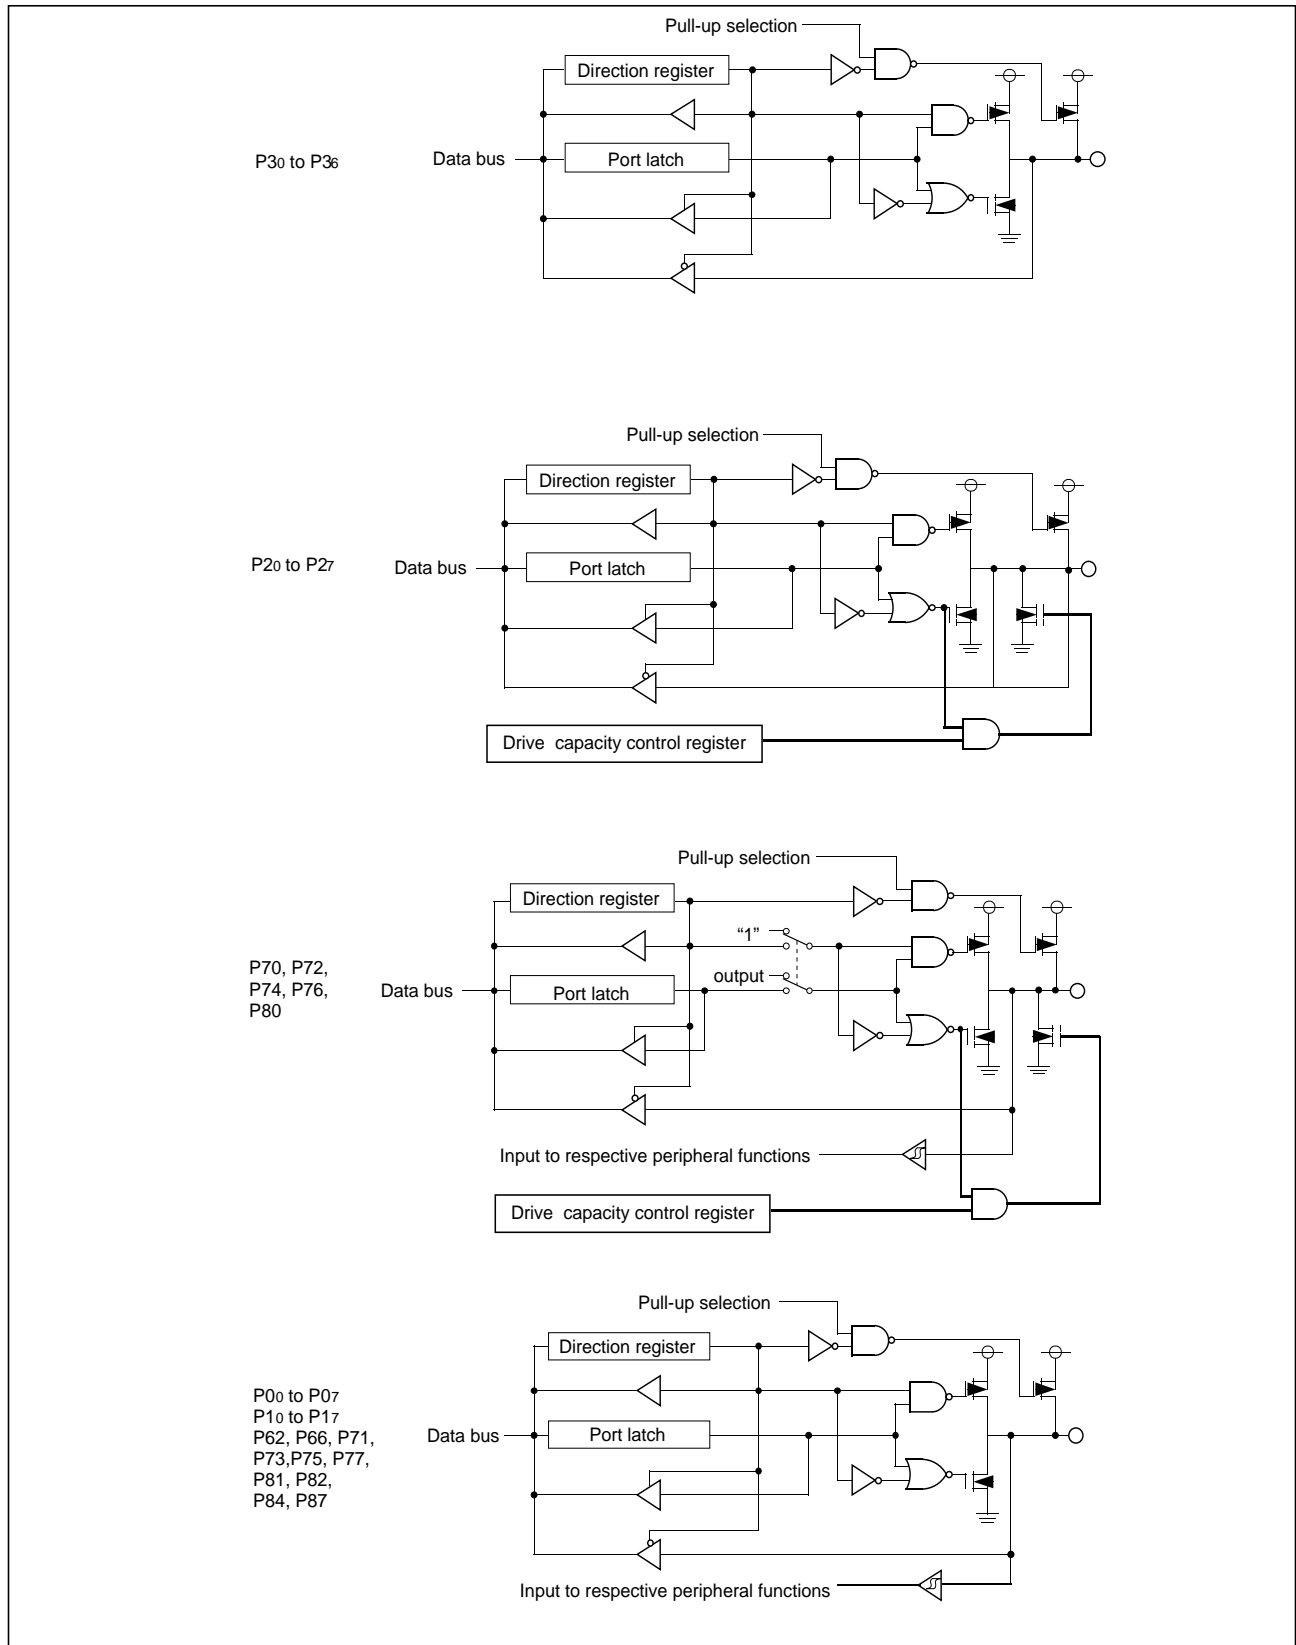 Pull-up selection
Direction register
P30 to P36
Data bus
Port latch
Pull-up selection
Direction register
P20 to P27
Data bus
Port latch
Drive capacity control register
Pull-up selection
Direction register
“1”
P70, P72,
P74, P76,
P80
output
Data bus
Port latch
Input to respective peripheral functions
Drive capacity control register
Pull-up selection
Direction register
P00 to P07
P10 to P17
P62, P66, P71,
P73,P75, P77,
P81, P82,
P84, P87
Data bus
Port latch
Input to respective peripheral functions